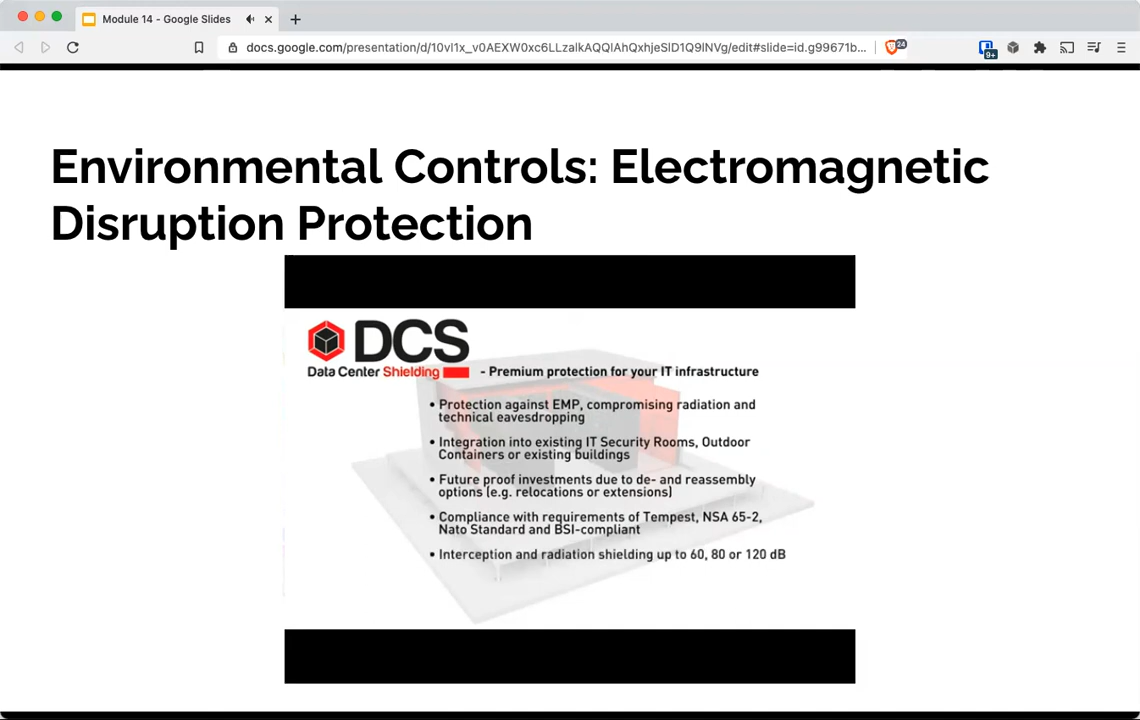 Module 14 - Google Slides
docs.google.com/presentation/d/10vI1x_v0AEXW0xc6LLzalkAQQlAhQxhjeSlD1Q9lNVg/edit#slide=id.g99671b...
24
9+
Environmental Controls: Electromagnetic
Disruption Protection
DCS
Data Center Shielding
- Premium protection for your IT infrastructure
• Protection against EMP, compromising radiation and
technical eavesdropping
• Integration into existing IT Security Rooms, Outdoor
Containers or existing buildings
• Future proof investments due to de- and reassembly
options (e.g. relocations or extensions)
• Compliance with requirements of Tempest, NSA 65-2,
Nato Standard and BSI-compliant
• Interception and radiation shielding up to 60, 80 or 120 dB